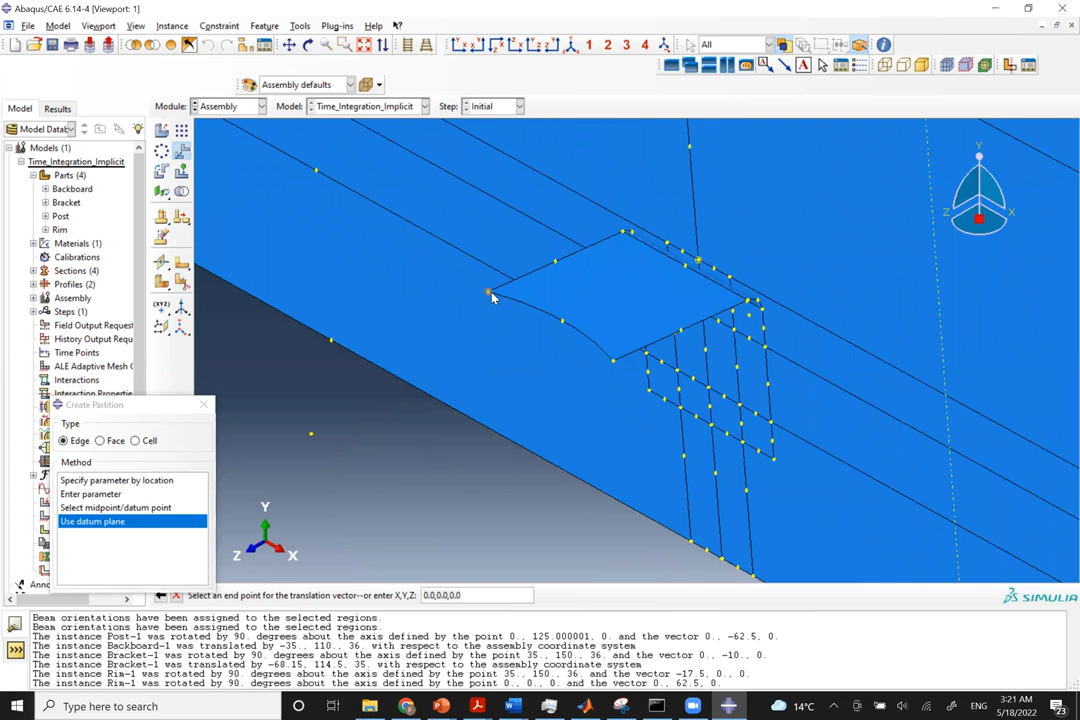 Abaqus/CAE 6.14-4 [Viewport: 1]
File Model Viewport View Instance Constraint Feature Tools Plug-ins Help
1 2 3 4 All
Assembly defaults
Model Results Module: Assembly Model: Time_Integration_Implicit Step: Initial
Model Datab
Models (1)
Time_Integration_Implicit
Parts (4)
Backboard
Bracket
Post
Rim
Materials (1)
Calibrations
Sections (4)
Profiles (2)
Assembly
Steps (1)
Field Output Request
History Output Requ
Time Points
ALE Adaptive Mesh C
Interactions
Interaction Propertie
Create Partition
Type
Edge Face Cell
Method
Specify parameter by location
Enter parameter
Select midpoint/datum point
Use datum plane
Anno
Y
Z X
Y
Z X
Select an end point for the translation vector--or enter X,Y,Z: 0.0,0.0,0.0
SIMULIA
Beam orientations have been assigned to the selected regions.
Beam orientations have been assigned to the selected regions.
The instance Post-1 was rotated by 90. degrees about the axis defined by the point 0., 125.000001, 0. and the vector 0., -62.5, 0.
The instance Backboard-1 was translated by -35., 110., 36. with respect to the assembly coordinate system
The instance Bracket-1 was rotated by 90. degrees about the axis defined by the point 35., 150., 36. and the vector 0., -10., 0.
The instance Bracket-1 was translated by -68.15, 114.5, 35. with respect to the assembly coordinate system
The instance Rim-1 was rotated by 90. degrees about the axis defined by the point 35., 150., 36. and the vector -17.5, 0., 0.
The instance Rim-1 was rotated by 90. degrees about the axis defined by the point 0., 0., 0. and the vector 0., 62.5, 0.
Type here to search
14°C
3:21 AM
5/18/2022
23